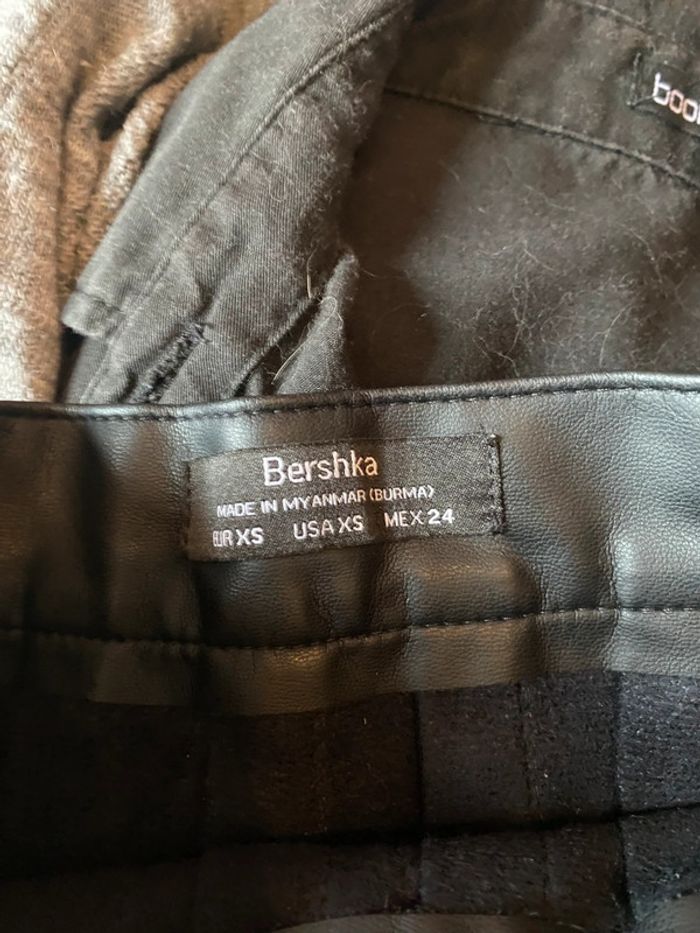 Bershka
MADE IN MYANMAR (BURMA)
EUR XS USA XS MEX 24